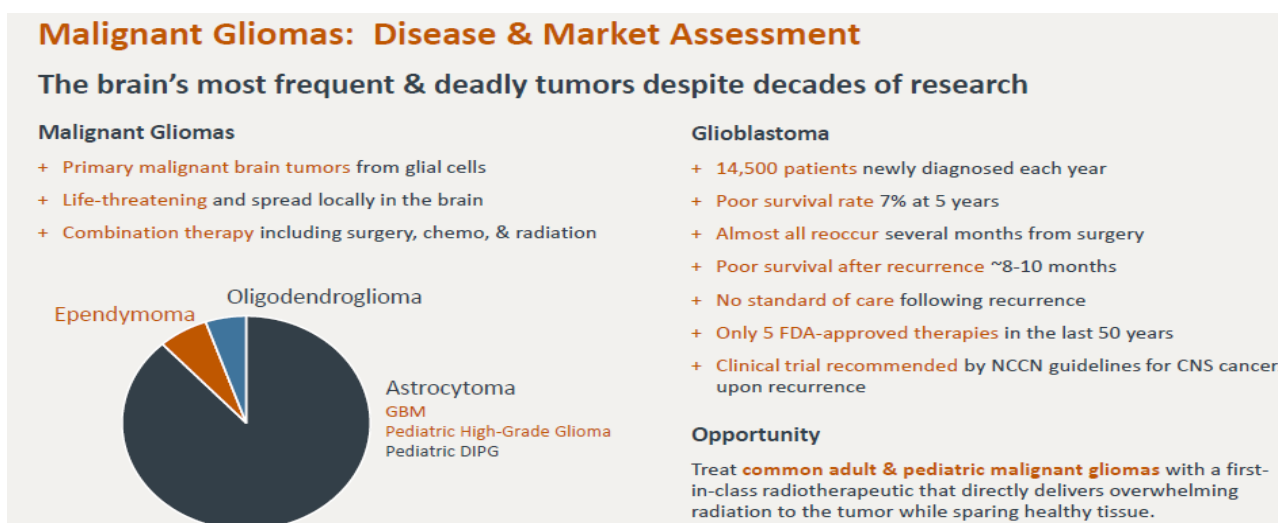 Malignant Gliomas: Disease & Market Assessment
The brain's most frequent & deadly tumors despite decades of research
Malignant Gliomas
+ Primary malignant brain tumors from glial cells
+ Life-threatening and spread locally in the brain
+ Combination therapy including surgery, chemo, & radiation
Oligodendroglioma
Ependymoma
Astrocytoma
GBM
Pediatric High-Grade Glioma
Pediatric DIPG
Glioblastoma
+ 14,500 patients newly diagnosed each year
+ Poor survival rate 7% at 5 years
+ Almost all reoccur several months from surgery
+ Poor survival after recurrence ~8-10 months
+ No standard of care following recurrence
+ Only 5 FDA-approved therapies in the last 50 years
+ Clinical trial recommended by NCCN guidelines for CNS cancer
upon recurrence
Opportunity
Treat common adult & pediatric malignant gliomas with a first-
in-class radiotherapeutic that directly delivers overwhelming
radiation to the tumor while sparing healthy tissue.